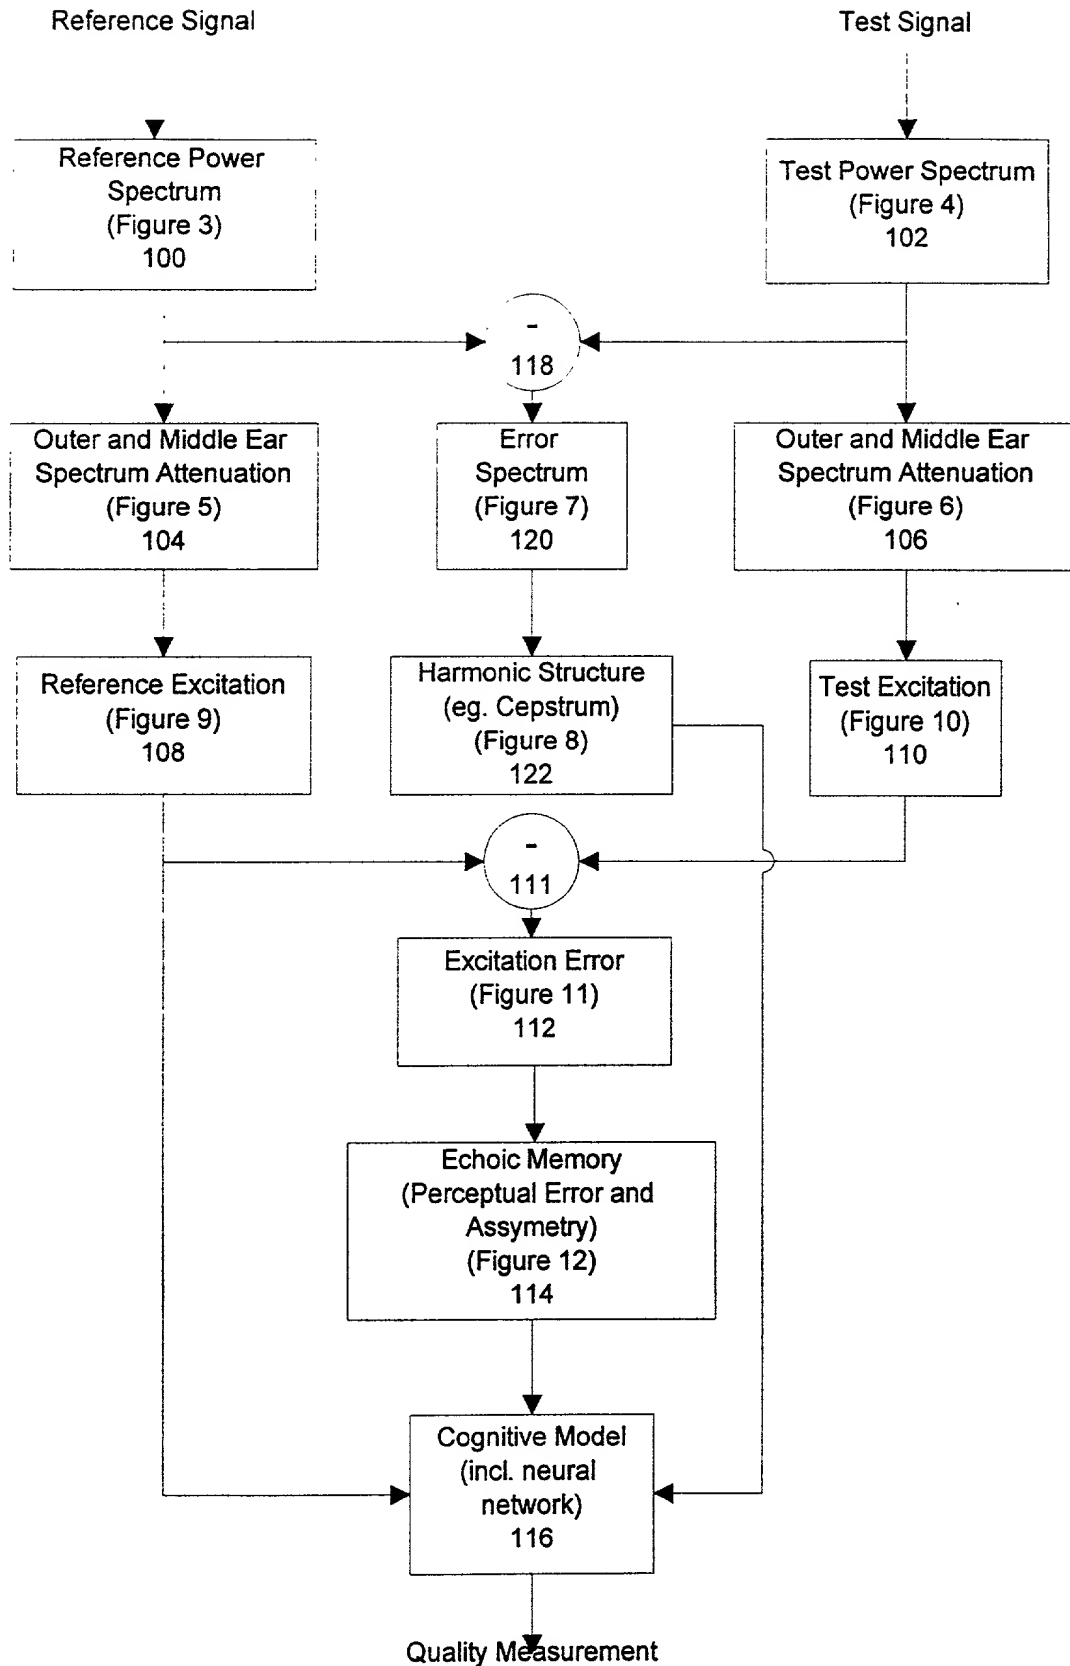 Reference Signal
Test Signal
Reference Power
Spectrum
(Figure 3)
100
Test Power Spectrum
(Figure 4)
102
-
118
Outer and Middle Ear
Spectrum Attenuation
(Figure 5)
104
Error
Spectrum
(Figure 7)
120
Outer and Middle Ear
Spectrum Attenuation
(Figure 6)
106
Reference Excitation
(Figure 9)
108
Harmonic Structure
(eg. Cepstrum)
(Figure 8)
122
Test Excitation
(Figure 10)
110
-
111
Excitation Error
(Figure 11)
112
Echoic Memory
(Perceptual Error and
Assymetry)
(Figure 12)
114
Cognitive Model
(incl. neural
network)
116
Quality Measurement